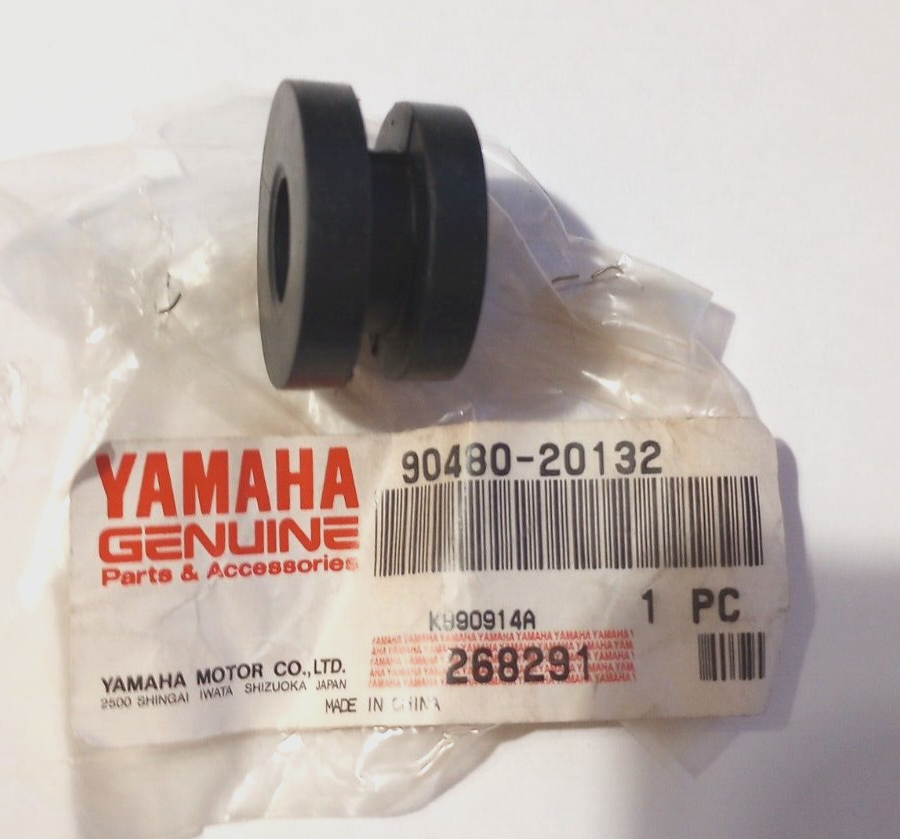 YAMAHA
GENUINE
Parts & Accessories
90480-20132
1 PC
K990914A
268291
YAMAHA MOTOR CO.,LTD.
2500 SHINGAI IWATA SHIZUOKA JAPAN
MADE IN CHINA